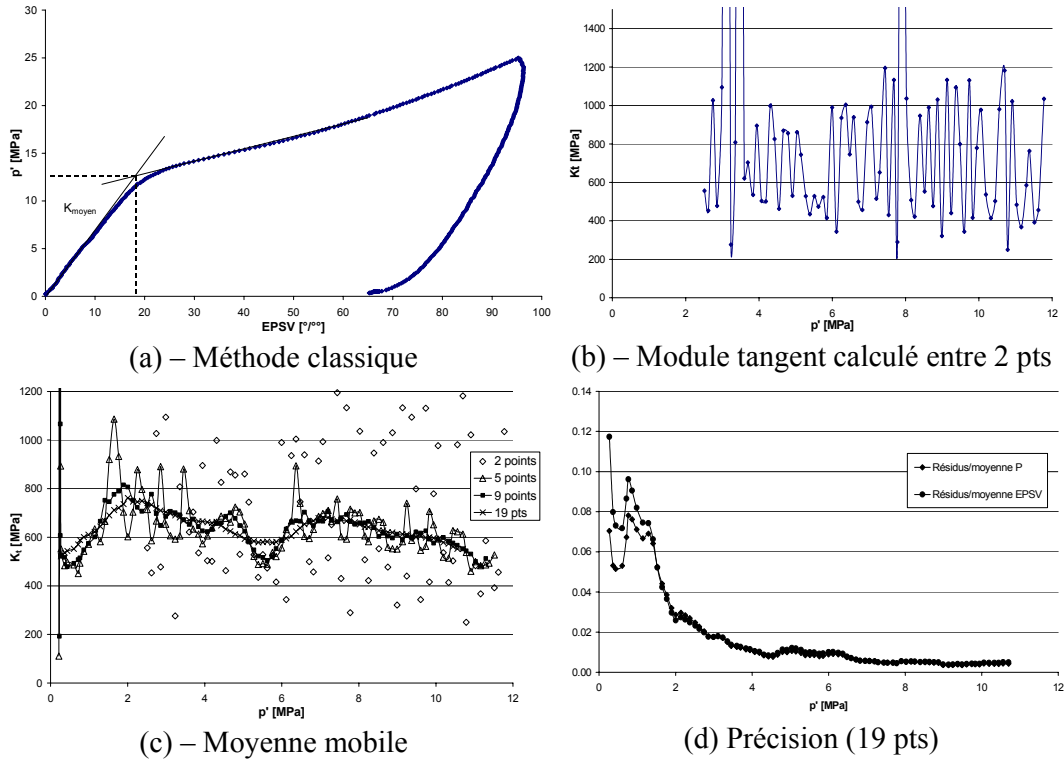 p' [MPa]
30
25
20
15
10
5
0
K_moyen
0 10 20 30 40 50 60 70 80 90 100
EPSV [°/°°]
(a) – Méthode classique
Kt [MPa]
1400
1200
1000
800
600
400
200
0
0 2 4 6 8 10 12
p' [MPa]
(b) – Module tangent calculé entre 2 pts
K_t [MPa]
1200
1000
800
600
400
200
0
2 points
5 points
9 points
19 pts
0 2 4 6 8 10 12
p' [MPa]
(c) – Moyenne mobile
0.14
0.12
0.10
0.08
0.06
0.04
0.02
0.00
Résidus/moyenne P
Résidus/moyenne EPSV
0 2 4 6 8 10 12
p' [MPa]
(d) Précision (19 pts)